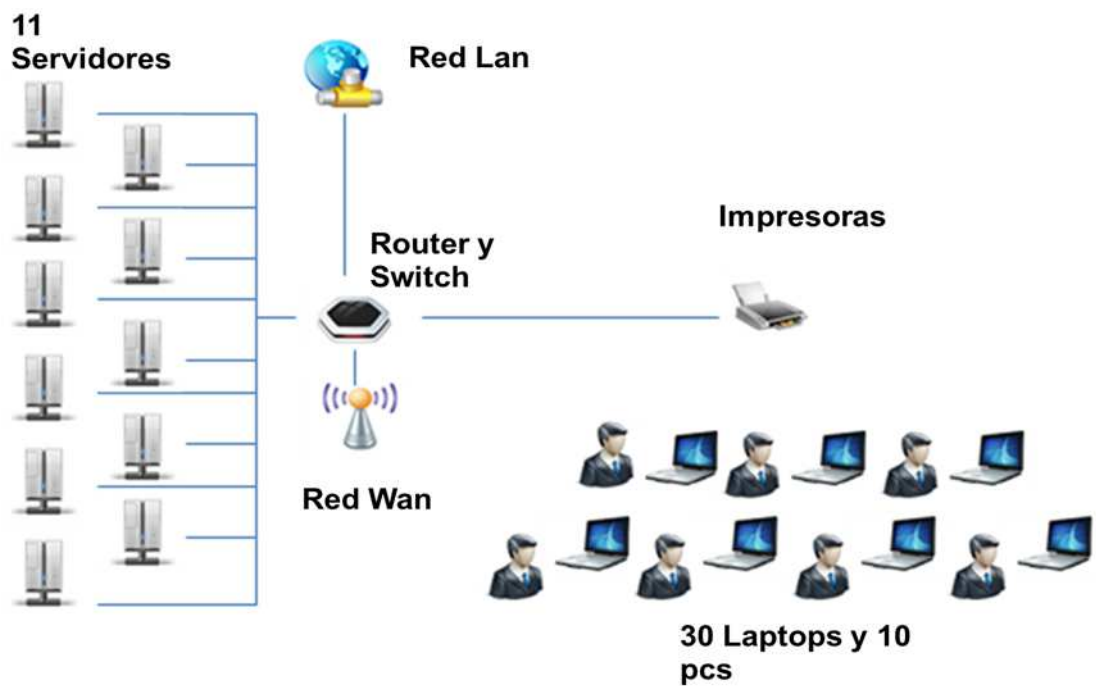 11
Servidores
Red Lan
Impresoras
Router y
Switch
Red Wan
30 Laptops y 10
pcs